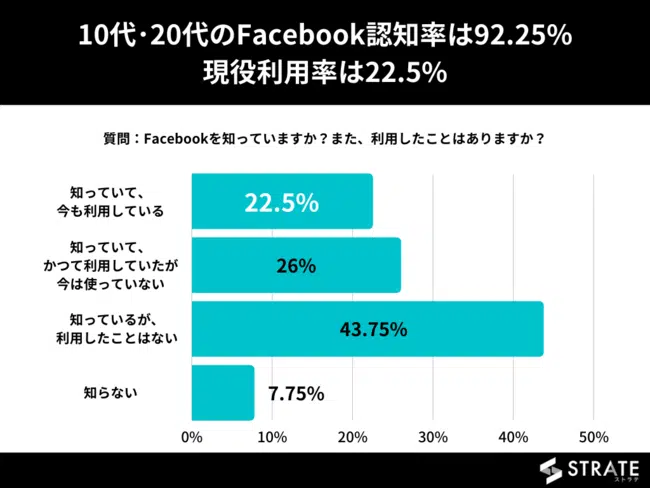 10代･20代のFacebook認知率は92.25%
現役利用率は22.5%
質問：Facebookを知っていますか？また、利用したことはありますか？
知っていて、
今も利用している
22.5%
知っていて、
かつて利用していたが
今は使っていない
26%
知っているが、
利用したことはない
43.75%
知らない
7.75%
0% 10% 20% 30% 40% 50%
STRATE
ストラテ